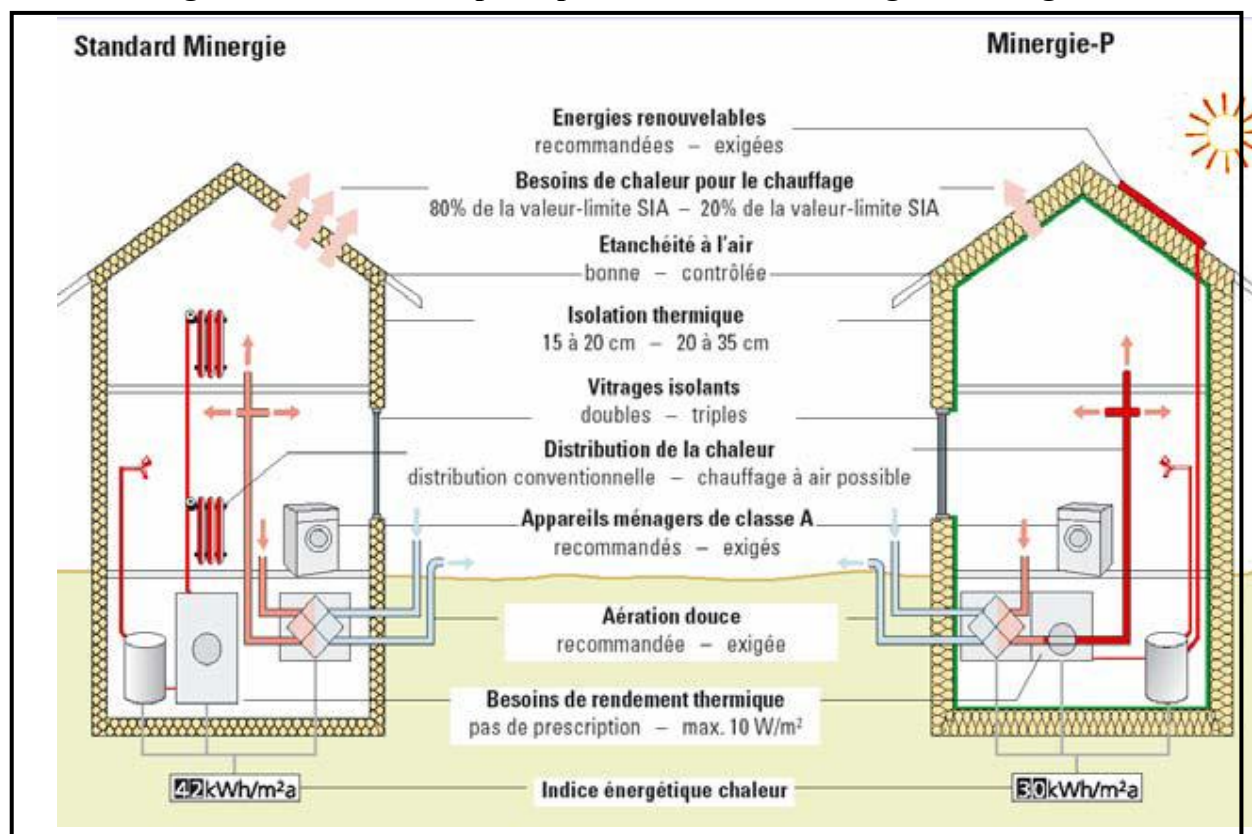 Standard Minergie
Minergie-P
Energies renouvelables
recommandées – exigées
Besoins de chaleur pour le chauffage
80% de la valeur-limite SIA – 20% de la valeur-limite SIA
Etanchéité à l'air
bonne – contrôlée
Isolation thermique
15 à 20 cm – 20 à 35 cm
Vitrages isolants
doubles – triples
Distribution de la chaleur
distribution conventionnelle – chauffage à air possible
Appareils ménagers de classe A
recommandés – exigés
Aération douce
recommandée – exigée
Besoins de rendement thermique
pas de prescription – max. 10 W/m²
42kWh/m²a
Indice énergétique chaleur
30kWh/m²a